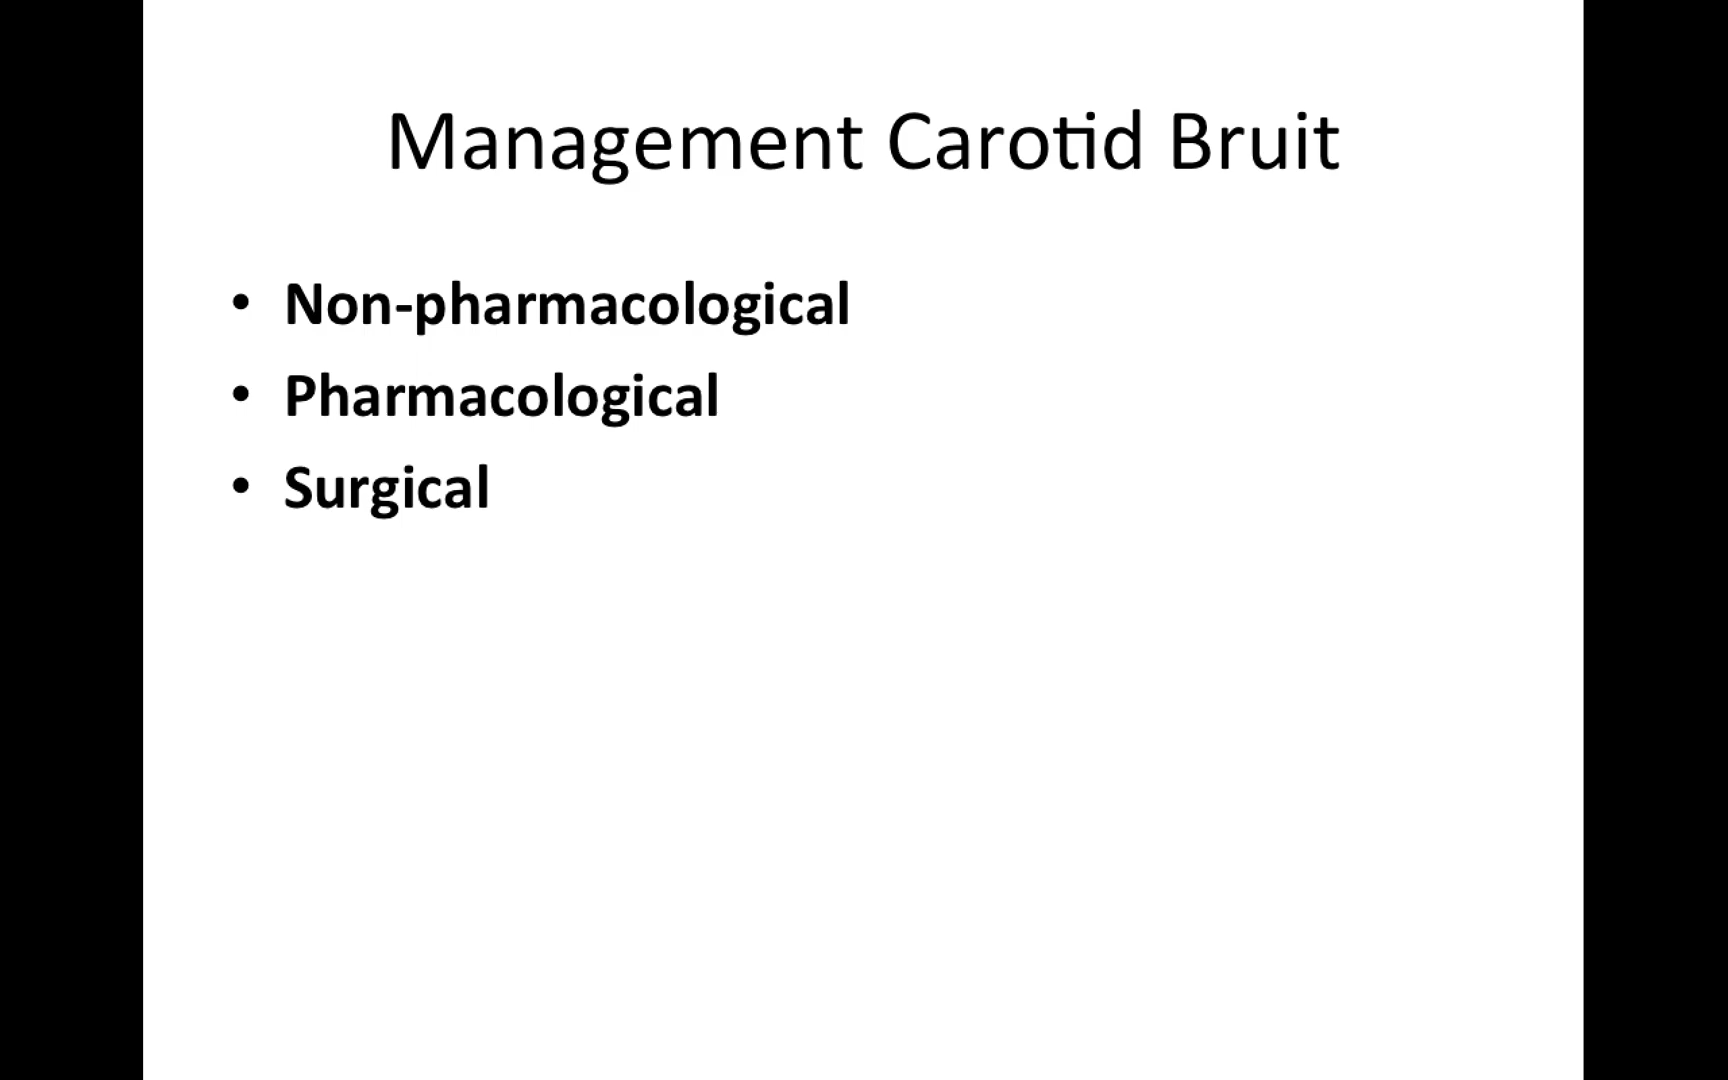 Management Carotid Bruit
• Non-pharmacological
• Pharmacological
• Surgical